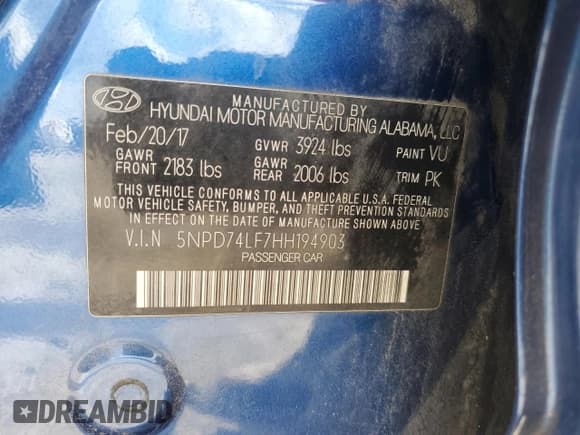 MANUFACTURED BY
HYUNDAI MOTOR MANUFACTURING ALABAMA, LLC
Feb/20/17 GVWR 3924 lbs PAINT VU
GAWR FRONT 2183 lbs GAWR REAR 2006 lbs TRIM PK
THIS VEHICLE CONFORMS TO ALL APPLICABLE U.S.A. FEDERAL
MOTOR VEHICLE SAFETY, BUMPER, AND THEFT PREVENTION STANDARDS
IN EFFECT ON THE DATE OF MANUFACTURE SHOWN ABOVE.
V.I.N 5NPD74LF7HH194903
PASSENGER CAR
DREAMBID